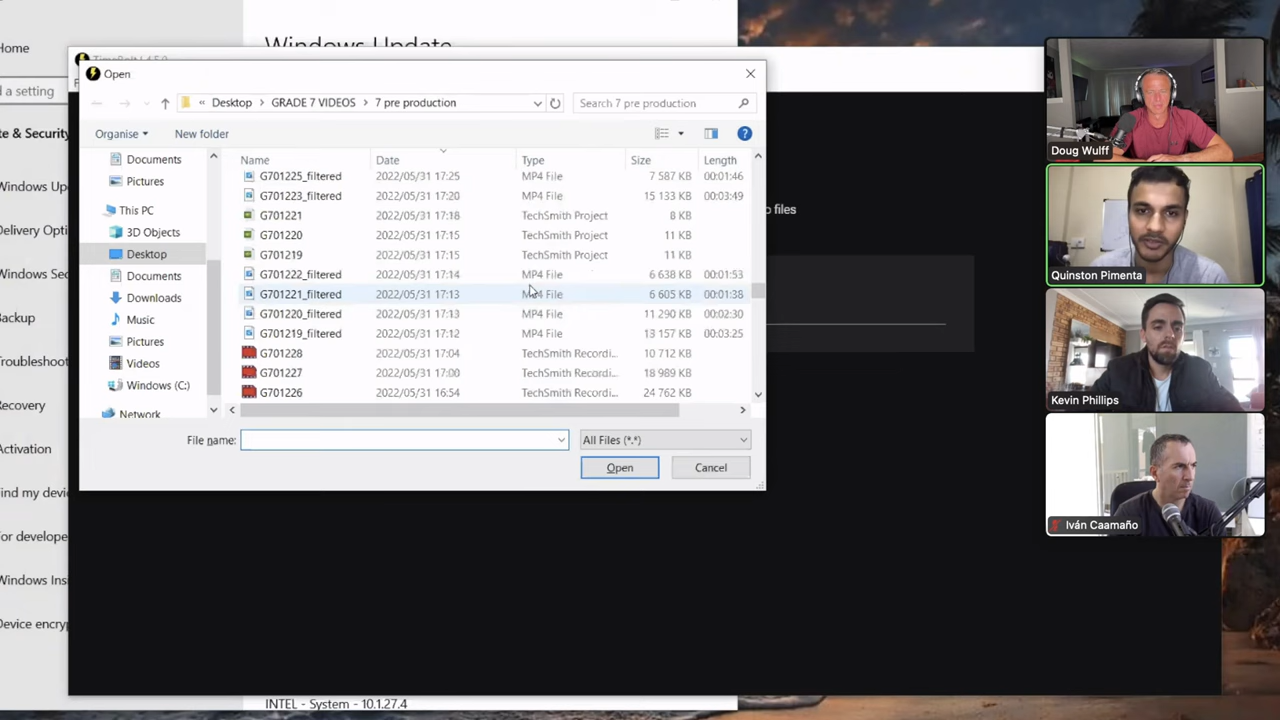 Home
d a setting
te & Security
Windows Up
Delivery Opti
Windows Sec
Backup
Troubleshoot
Recovery
Activation
Find my devi
For develope
Windows Insi
Device encryp
Windows Update
TimeBolt 4.5.0
Open
« Desktop > GRADE 7 VIDEOS > 7 pre production
Search 7 pre production
Organise
New folder
Documents
Pictures
This PC
3D Objects
Desktop
Documents
Downloads
Music
Pictures
Videos
Windows (C:)
Network
Name Date Type Size Length
G701225_filtered 2022/05/31 17:25 MP4 File 7 587 KB 00:01:46
G701223_filtered 2022/05/31 17:20 MP4 File 15 133 KB 00:03:49
G701221 2022/05/31 17:18 TechSmith Project 8 KB
G701220 2022/05/31 17:15 TechSmith Project 11 KB
G701219 2022/05/31 17:15 TechSmith Project 11 KB
G701222_filtered 2022/05/31 17:14 MP4 File 6 638 KB 00:01:53
G701221_filtered 2022/05/31 17:13 MP4 File 6 605 KB 00:01:38
G701220_filtered 2022/05/31 17:13 MP4 File 11 290 KB 00:02:30
G701219_filtered 2022/05/31 17:12 MP4 File 13 157 KB 00:03:25
G701228 2022/05/31 17:04 TechSmith Recordi... 10 712 KB
G701227 2022/05/31 17:00 TechSmith Recordi... 18 989 KB
G701226 2022/05/31 16:54 TechSmith Recordi... 24 762 KB
File name:
All Files (*.*)
Open
Cancel
o files
INTEL - System - 10.1.27.4
Doug Wulff
Quinston Pimenta
Kevin Phillips
Iván Caamaño